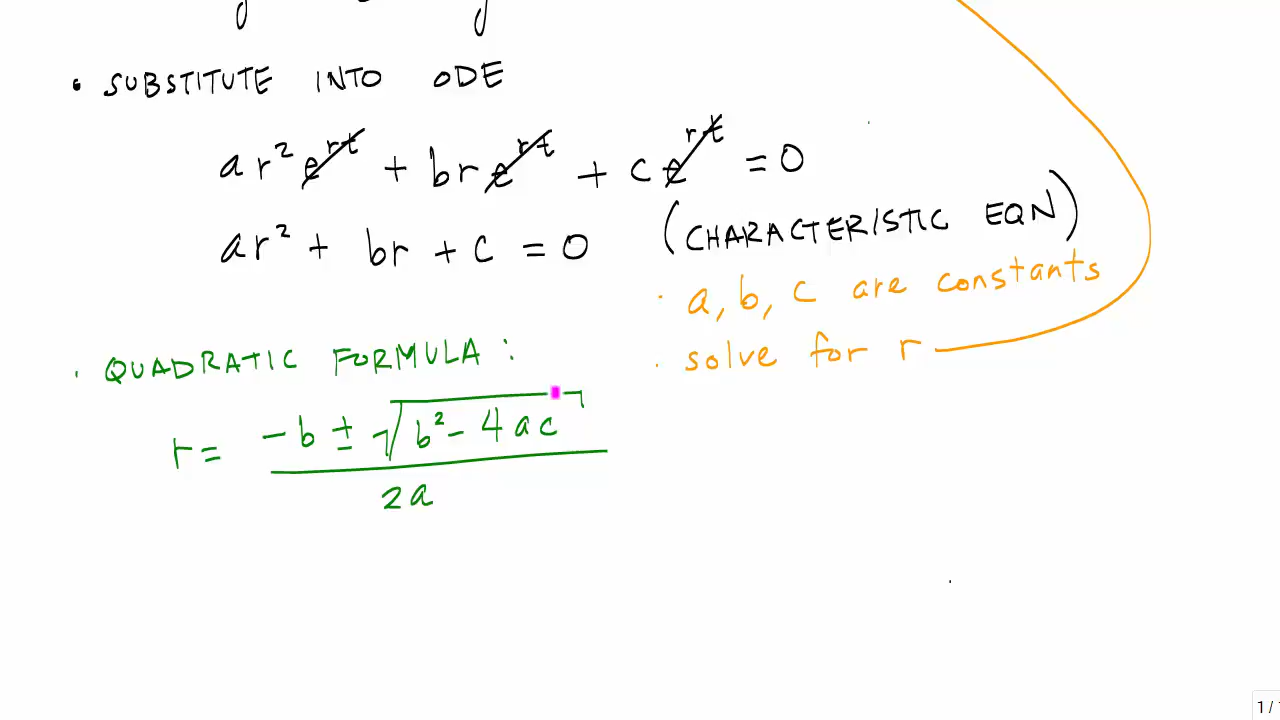 • SUBSTITUTE INTO ODE
ar²e^{rt} + bre^{rt} + ce^{rt} = 0
ar² + br + c = 0 (CHARACTERISTIC EQN)
· a, b, c are constants
· solve for r
· QUADRATIC FORMULA:
r = \frac{-b ± √(b² - 4ac)}{2a}